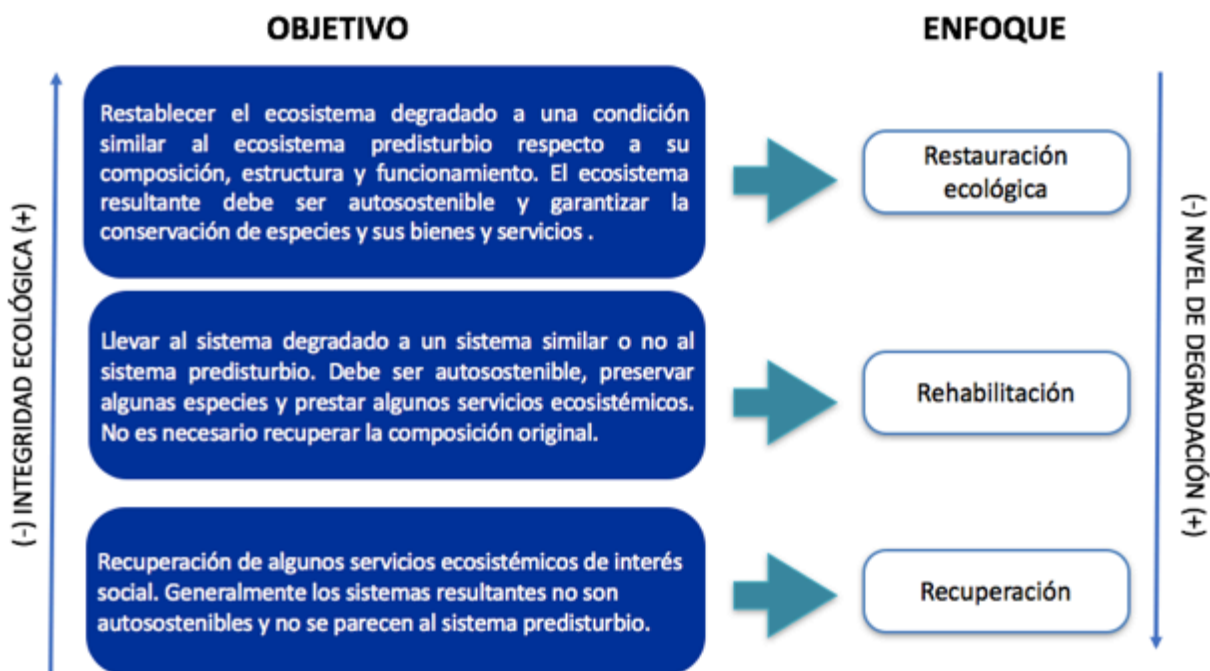 OBJETIVO
ENFOQUE
(-) INTEGRIDAD ECOLÓGICA (+)
Restablecer el ecosistema degradado a una condición
similar al ecosistema predisturbio respecto a su
composición, estructura y funcionamiento. El ecosistema
resultante debe ser autosostenible y garantizar la
conservación de especies y sus bienes y servicios .
Restauración
ecológica
Llevar al sistema degradado a un sistema similar o no al
sistema predisturbio. Debe ser autosostenible, preservar
algunas especies y prestar algunos servicios ecosistémicos.
No es necesario recuperar la composición original.
Rehabilitación
Recuperación de algunos servicios ecosistémicos de interés
social. Generalmente los sistemas resultantes no son
autosostenibles y no se parecen al sistema predisturbio.
Recuperación
(-) NIVEL DE DEGRADACIÓN (+)